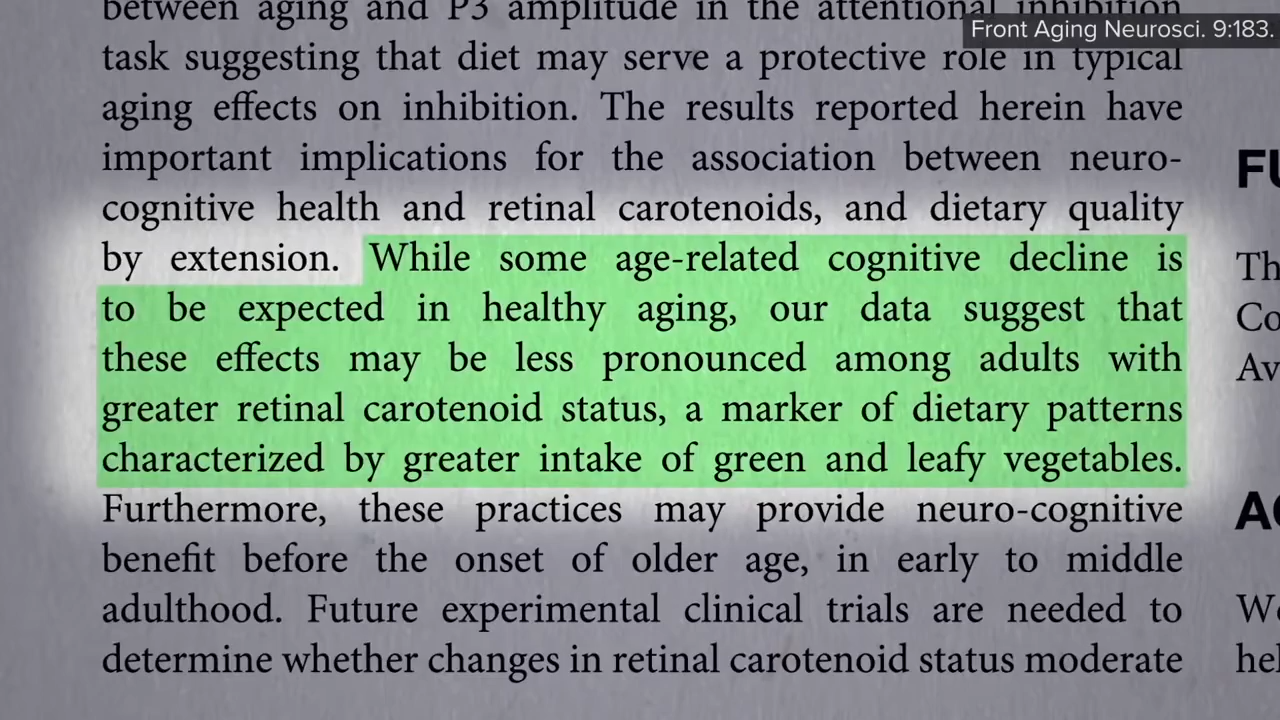 between aging and P3 amplitude in the attentional inhibition
Front Aging Neurosci. 9:183.
task suggesting that diet may serve a protective role in typical
aging effects on inhibition. The results reported herein have
important implications for the association between neuro-
cognitive health and retinal carotenoids, and dietary quality
by extension. While some age-related cognitive decline is
to be expected in healthy aging, our data suggest that
these effects may be less pronounced among adults with
greater retinal carotenoid status, a marker of dietary patterns
characterized by greater intake of green and leafy vegetables.
Furthermore, these practices may provide neuro-cognitive
benefit before the onset of older age, in early to middle
adulthood. Future experimental clinical trials are needed to
determine whether changes in retinal carotenoid status moderate